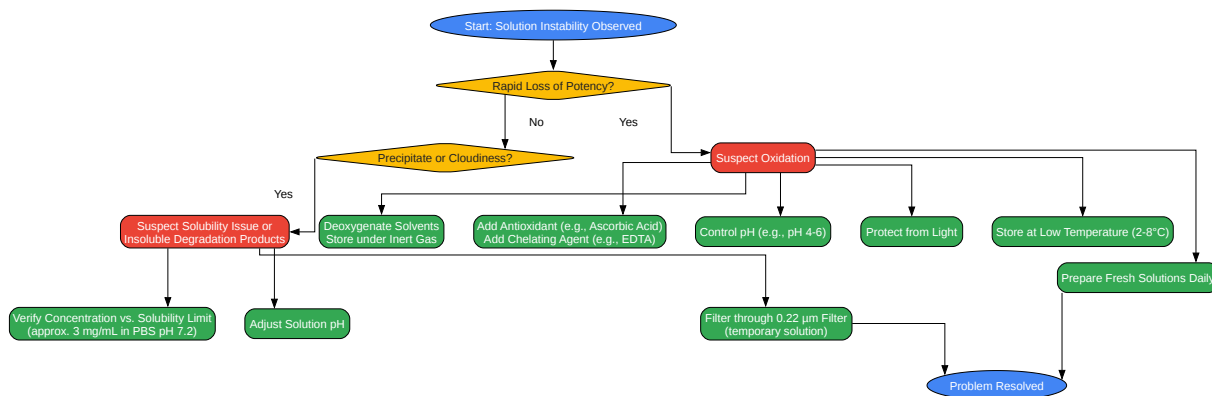 Start: Solution Instability Observed
Rapid Loss of Potency?
No
Yes
Precipitate or Cloudiness?
Suspect Oxidation
Yes
Suspect Solubility Issue or
Insoluble Degradation Products
Deoxygenate Solvents
Store under Inert Gas
Add Antioxidant (e.g., Ascorbic Acid)
Add Chelating Agent (e.g., EDTA)
Control pH (e.g., pH 4-6)
Protect from Light
Store at Low Temperature (2-8°C)
Prepare Fresh Solutions Daily
Verify Concentration vs. Solubility Limit
(approx. 3 mg/mL in PBS pH 7.2)
Adjust Solution pH
Filter through 0.22 µm Filter
(temporary solution)
Problem Resolved